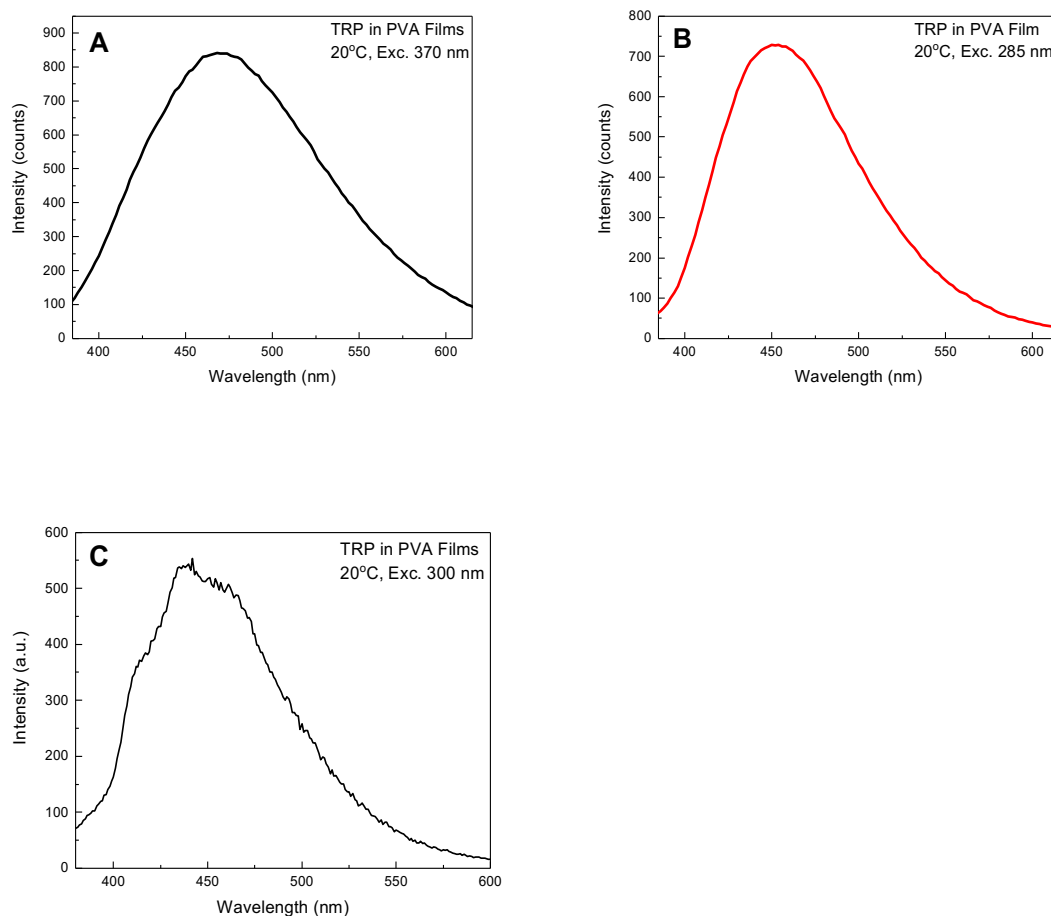 A
TRP in PVA Films
20°C, Exc. 370 nm
900
800
700
600
500
400
300
200
100
0
400
450
500
550
600
Intensity (counts)
Wavelength (nm)
B
TRP in PVA Film
20°C, Exc. 285 nm
800
700
600
500
400
300
200
100
0
400
450
500
550
600
Intensity (counts)
Wavelength (nm)
C
TRP in PVA Films
20°C, Exc. 300 nm
600
500
400
300
200
100
0
400
450
500
550
600
Intensity (a.u.)
Wavelength (nm)